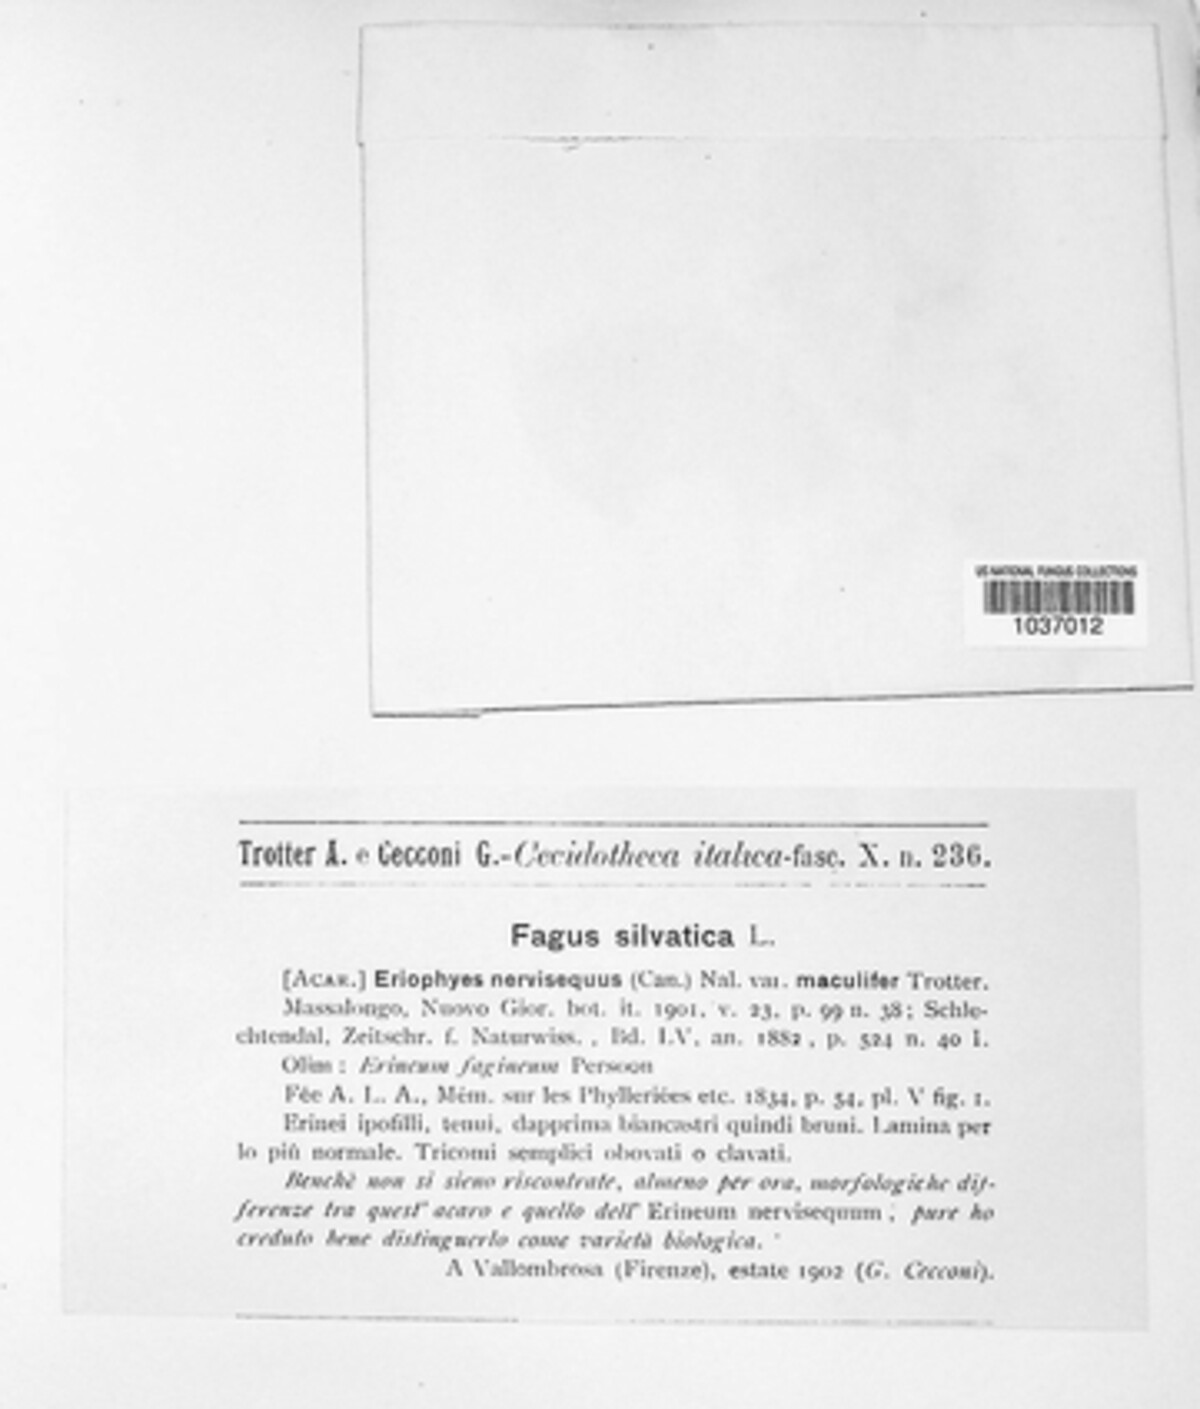 US NATIONAL FUNGUS COLLECTIONS
1037012
Trotter A. e Cecconi G.-Cecidotheca italica-fasc. X. n. 236.
Fagus silvatica L.
[ACAR.] Eriophyes nervisequus (Can.) Nal. var. maculifer Trotter.
Massalongo, Nuovo Gior. bot. it. 1901, v. 23, p. 99 n. 38; Schle-
chtendal, Zeitschr. f. Naturwiss., Bd. LV, an. 1882, p. 524 n. 40 I.
Olim: Erineum fagineum Persoon
Fée A. L. A., Mém. sur les Phylleriées etc. 1834, p. 54, pl. V fig. 1.
Erinei ipofilli, tenui, dapprima biancastri quindi bruni. Lamina per
lo più normale. Tricomi semplici obovati o clavati.
Benchè non si sieno riscontrate, almeno per ora, morfologiche dif-
ferenze tra quest' acaro e quello dell' Erineum nervisequum, pure ho
creduto bene distinguerlo come varietà biologica.
A Vallombrosa (Firenze), estate 1902 (G. Cecconi).